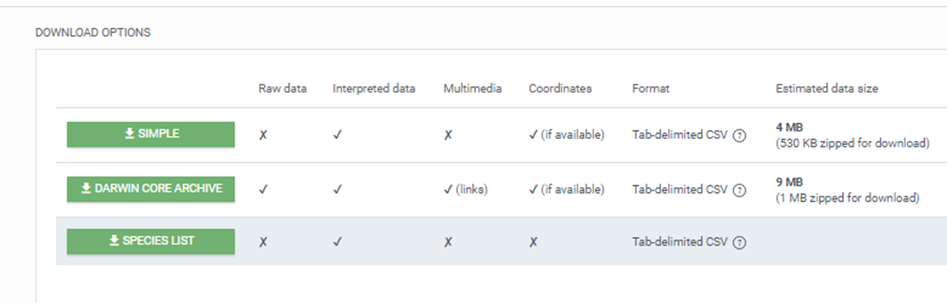 DOWNLOAD OPTIONS
Raw data Interpreted data Multimedia Coordinates Format Estimated data size
SIMPLE ✗ ✓ ✗ ✓ (if available) Tab-delimited CSV ? 4 MB
(530 KB zipped for download)
DARWIN CORE ARCHIVE ✓ ✓ ✓ (links) ✓ (if available) Tab-delimited CSV ? 9 MB
(1 MB zipped for download)
SPECIES LIST ✗ ✓ ✗ ✗ Tab-delimited CSV ?